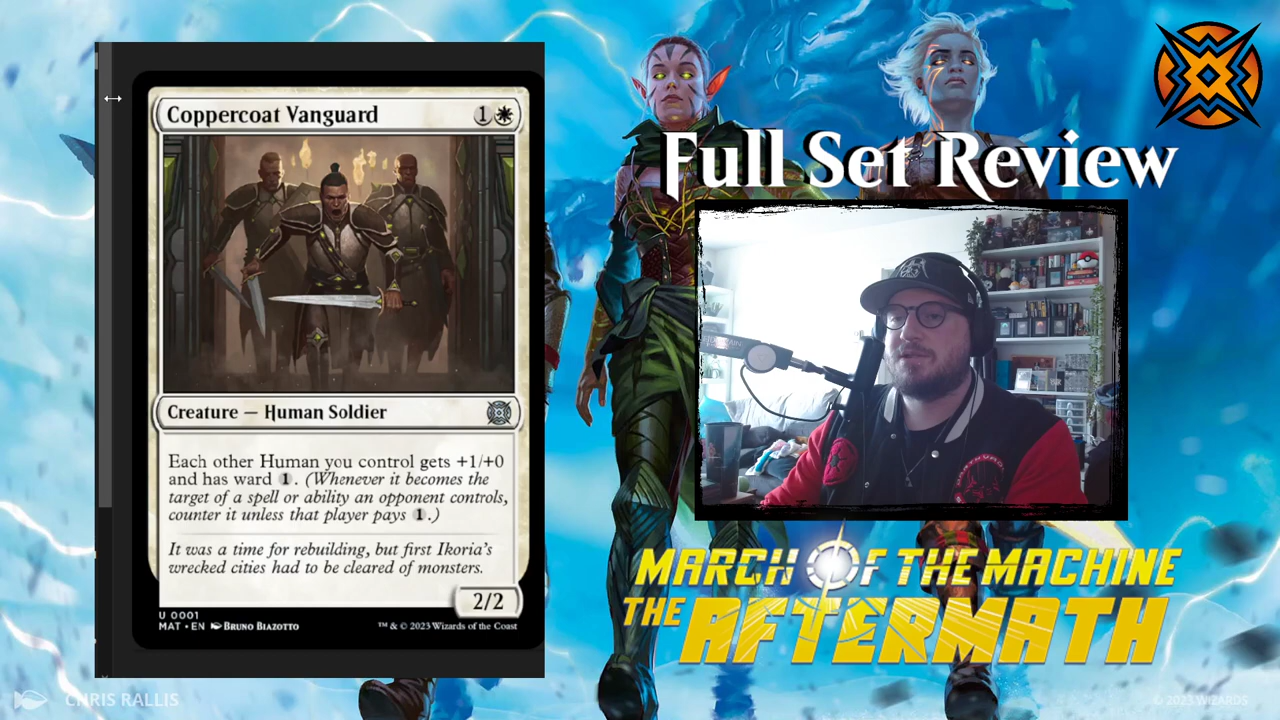 Coppercoat Vanguard 1
Creature — Human Soldier
Each other Human you control gets +1/+0
and has ward 1. (Whenever it becomes the
target of a spell or ability an opponent controls,
counter it unless that player pays 1.)
It was a time for rebuilding, but first Ikoria's
wrecked cities had to be cleared of monsters.
2/2
U 0001
MAT • EN BRUNO BIAZOTTO
™ & © 2023 Wizards of the Coast
Full Set Review
MARCH OF THE MACHINE
THE AFTERMATH
CHRIS RALLIS
© 2023 WIZARDS